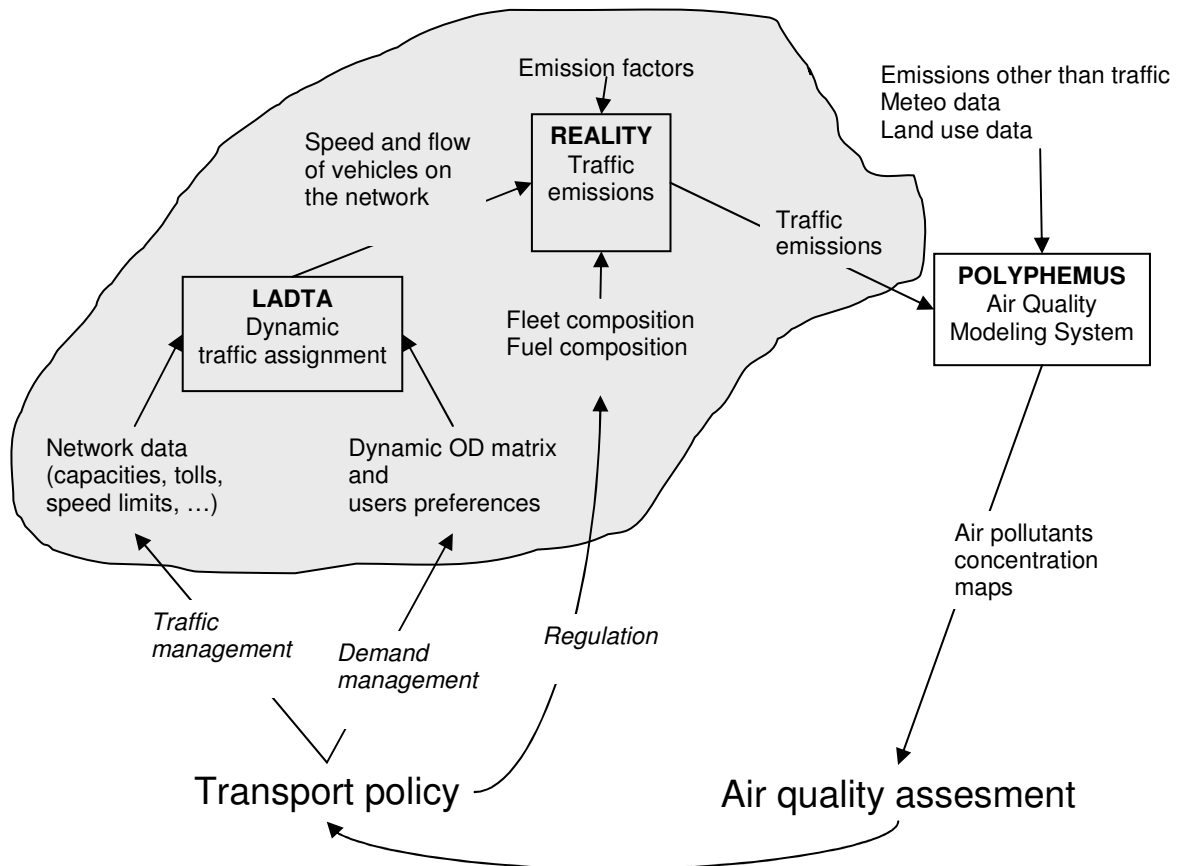 Emission factors
Emissions other than traffic
Meteo data
Land use data
Speed and flow
of vehicles on
the network
REALITY
Traffic
emissions
Traffic
emissions
POLYPHEMUS
Air Quality
Modeling System
LADTA
Dynamic
traffic assignment
Fleet composition
Fuel composition
Network data
(capacities, tolls,
speed limits, …)
Dynamic OD matrix
and
users preferences
Air pollutants
concentration
maps
Traffic
management
Demand
management
Regulation
Transport policy
Air quality assesment